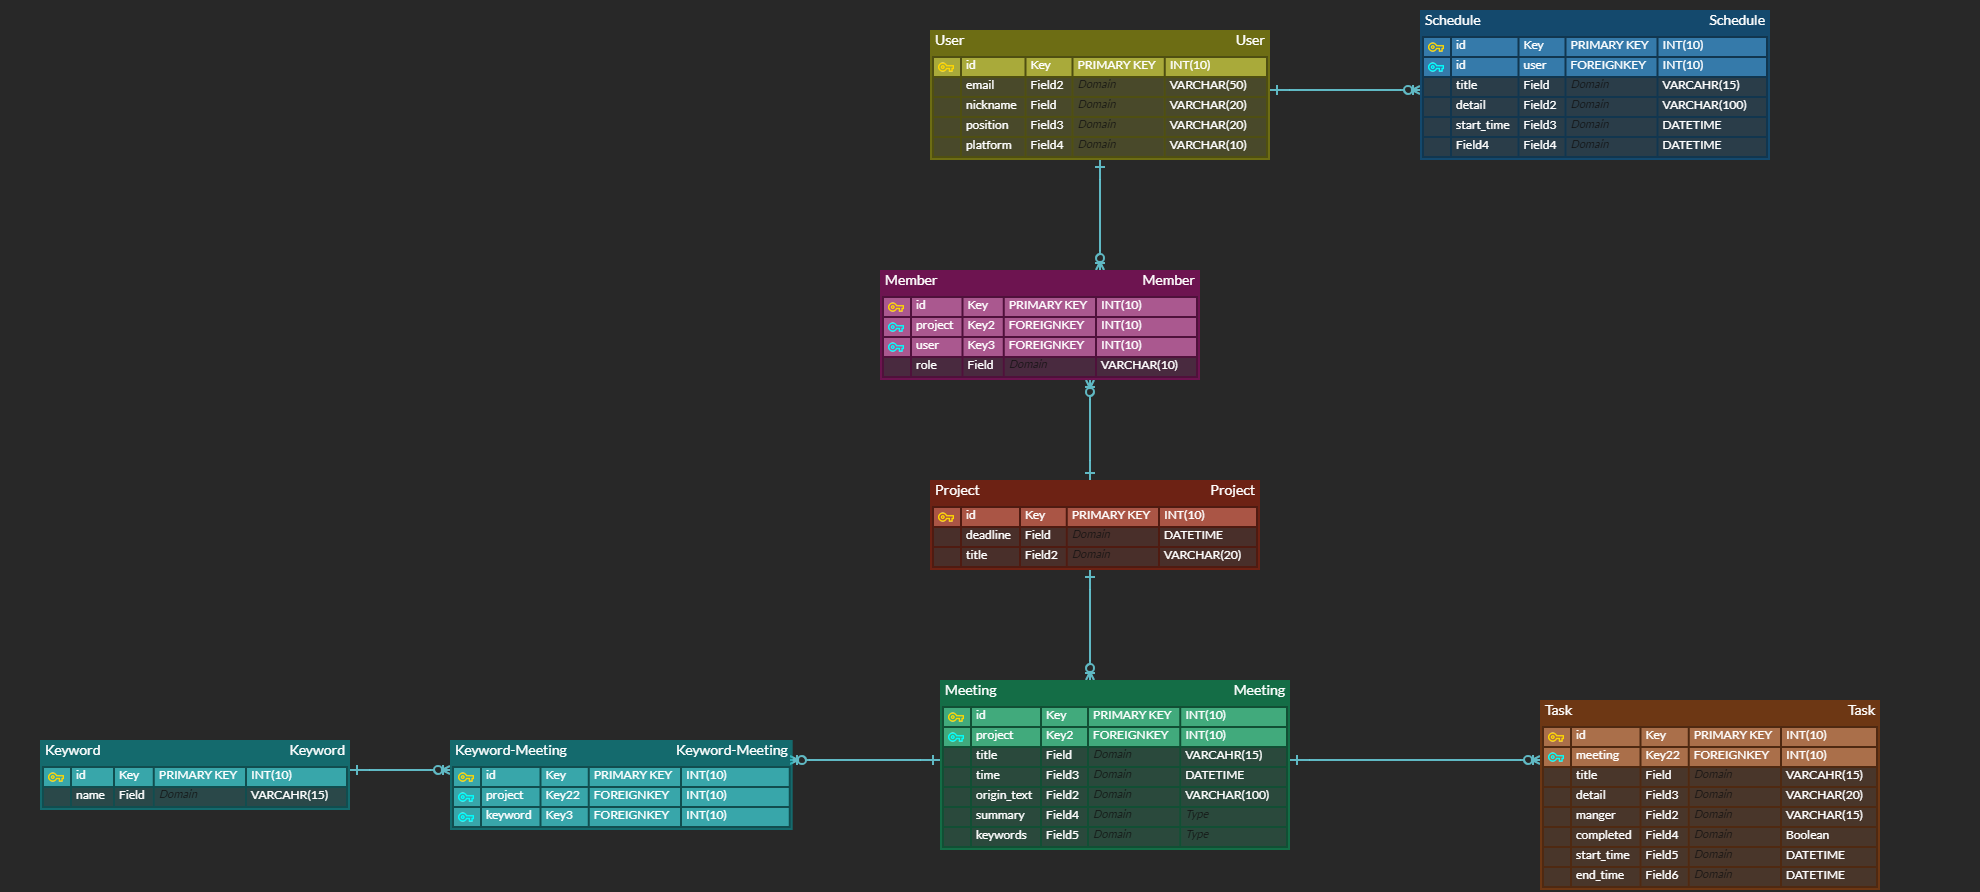 User User
id Key PRIMARY KEY INT(10)
email Field2 Domain VARCHAR(50)
nickname Field Domain VARCHAR(20)
position Field3 Domain VARCHAR(20)
platform Field4 Domain VARCHAR(10)
Schedule Schedule
id Key PRIMARY KEY INT(10)
id user FOREIGNKEY INT(10)
title Field Domain VARCAHR(15)
detail Field2 Domain VARCHAR(100)
start_time Field3 Domain DATETIME
Field4 Field4 Domain DATETIME
Member Member
id Key PRIMARY KEY INT(10)
project Key2 FOREIGNKEY INT(10)
user Key3 FOREIGNKEY INT(10)
role Field Domain VARCHAR(10)
Project Project
id Key PRIMARY KEY INT(10)
deadline Field Domain DATETIME
title Field2 Domain VARCHAR(20)
Keyword Keyword
id Key PRIMARY KEY INT(10)
name Field Domain VARCAHR(15)
Keyword-Meeting Keyword-Meeting
id Key PRIMARY KEY INT(10)
project Key22 FOREIGNKEY INT(10)
keyword Key3 FOREIGNKEY INT(10)
Meeting Meeting
id Key PRIMARY KEY INT(10)
project Key2 FOREIGNKEY INT(10)
title Field Domain VARCAHR(15)
time Field3 Domain DATETIME
origin_text Field2 Domain VARCHAR(100)
summary Field4 Domain Type
keywords Field5 Domain Type
Task Task
id Key PRIMARY KEY INT(10)
meeting Key22 FOREIGNKEY INT(10)
title Field Domain VARCAHR(15)
detail Field3 Domain VARCHAR(20)
manger Field2 Domain VARCHAR(15)
completed Field4 Domain Boolean
start_time Field5 Domain DATETIME
end_time Field6 Domain DATETIME